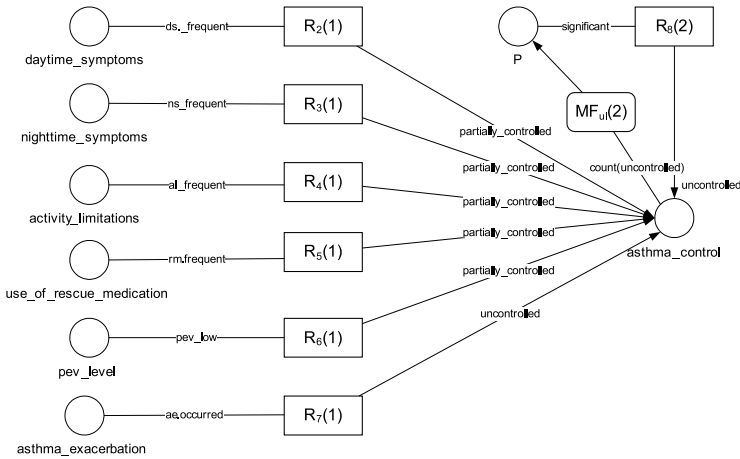 ds._frequent
R2(1)
daytime_symptoms
significant
R8(2)
P
ns_frequent
R3(1)
nighttime_symptoms
MFul(2)
partially_controlled
partially_controlled
count(uncontrolled)
al_frequent
R4(1)
activity_limitations
partially_controlled
uncontrolled
rm.frequent
R5(1)
use_of_rescue_medication
partially_controlled
asthma_control
partially_controlled
pev_low
R6(1)
pev_level
uncontrolled
ae.occurred
R7(1)
asthma_exacerbation